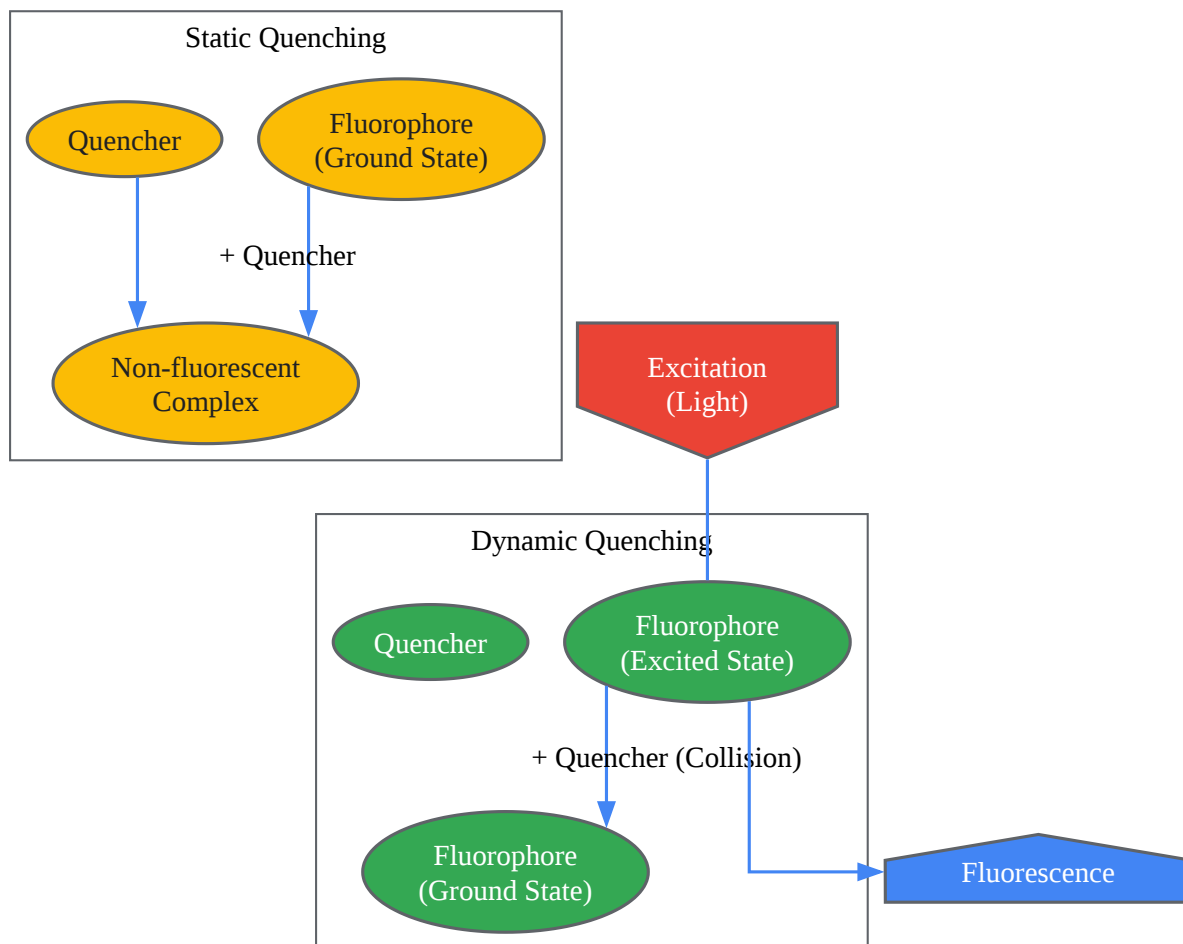 Static Quenching
Quencher
Fluorophore
(Ground State)
+ Quencher
Non-fluorescent
Complex
Excitation
(Light)
Dynamic Quenching
Quencher
Fluorophore
(Excited State)
+ Quencher (Collision)
Fluorophore
(Ground State)
Fluorescence